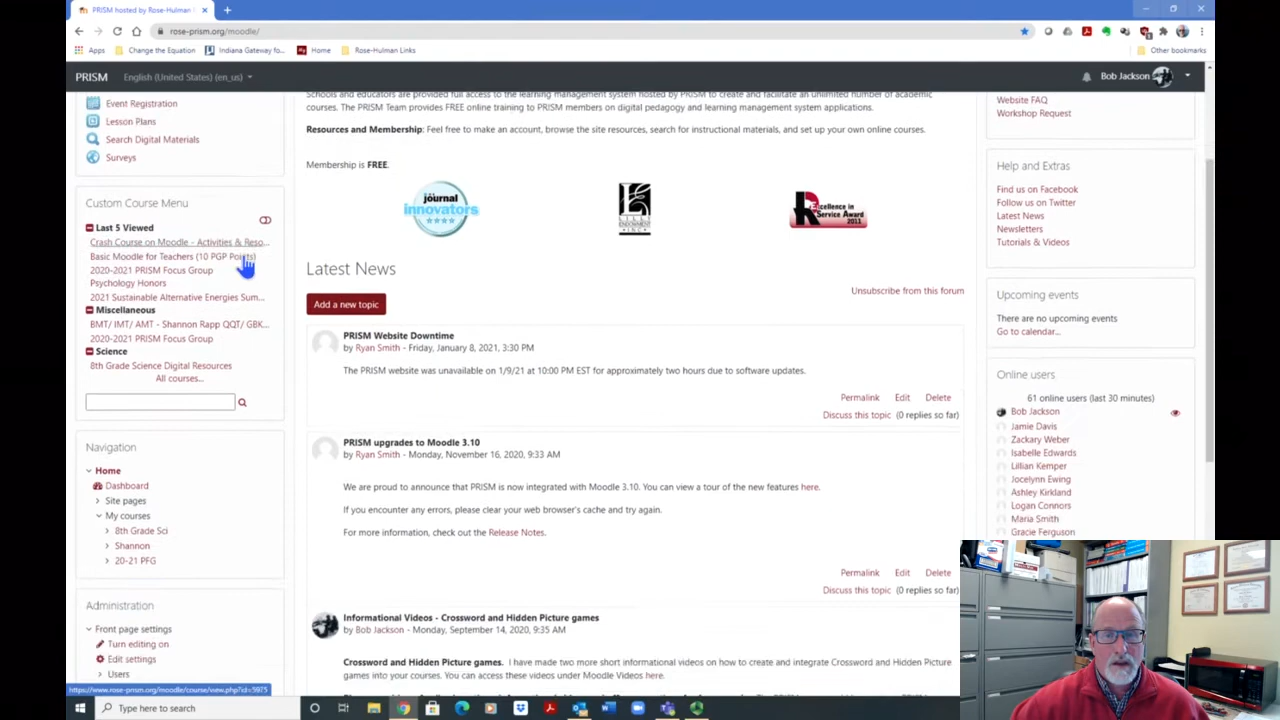 PRISM hosted by Rose-Hulman
rose-prism.org/moodle/
Apps
Change the Equation
Indiana Gateway fo...
Home
Rose-Hulman Links
Other bookmarks
PRISM
English (United States) (en_us)
Bob Jackson
Event Registration
Lesson Plans
Search Digital Materials
Surveys
Custom Course Menu
Last 5 Viewed
Crash Course on Moodle - Activities & Reso...
Basic Moodle for Teachers (10 PGP Points)
2020-2021 PRISM Focus Group
Psychology Honors
2021 Sustainable Alternative Energies Sum...
Miscellaneous
BMT/ IMT/ AMT - Shannon Rapp QQT/ GBK...
2020-2021 PRISM Focus Group
Science
8th Grade Science Digital Resources
All courses...
Navigation
Home
Dashboard
Site pages
My courses
8th Grade Sci
Shannon
20-21 PFG
Administration
Front page settings
Turn editing on
Edit settings
Users
https://www.rose-prism.org/moodle/course/view.php?id=5975
Schools and educators are provided full access to the learning management system hosted by PRISM to create and facilitate an unlimited number of academic
courses. The PRISM Team provides FREE online training to PRISM members on digital pedagogy and learning management system applications.
Resources and Membership: Feel free to make an account, browse the site resources, search for instructional materials, and set up your own online courses.
Membership is FREE.
the journal
innovators
LILLY ENDOWMENT INC
Excellence in
Service Award
2011
Latest News
Unsubscribe from this forum
Add a new topic
PRISM Website Downtime
by Ryan Smith - Friday, January 8, 2021, 3:30 PM
The PRISM website was unavailable on 1/9/21 at 10:00 PM EST for approximately two hours due to software updates.
Permalink Edit Delete
Discuss this topic (0 replies so far)
PRISM upgrades to Moodle 3.10
by Ryan Smith - Monday, November 16, 2020, 9:33 AM
We are proud to announce that PRISM is now integrated with Moodle 3.10. You can view a tour of the new features here.
If you encounter any errors, please clear your web browser's cache and try again.
For more information, check out the Release Notes.
Permalink Edit Delete
Discuss this topic (0 replies so far)
Informational Videos - Crossword and Hidden Picture games
by Bob Jackson - Monday, September 14, 2020, 9:35 AM
Crossword and Hidden Picture games. I have made two more short informational videos on how to create and integrate Crossword and Hidden Picture
games into your courses. You can access these videos under Moodle Videos here.
Website FAQ
Workshop Request
Help and Extras
Find us on Facebook
Follow us on Twitter
Latest News
Newsletters
Tutorials & Videos
Upcoming events
There are no upcoming events
Go to calendar...
Online users
61 online users (last 30 minutes)
Bob Jackson
Jamie Davis
Zackary Weber
Isabelle Edwards
Lillian Kemper
Jocelynn Ewing
Ashley Kirkland
Logan Connors
Maria Smith
Gracie Ferguson
Type here to search